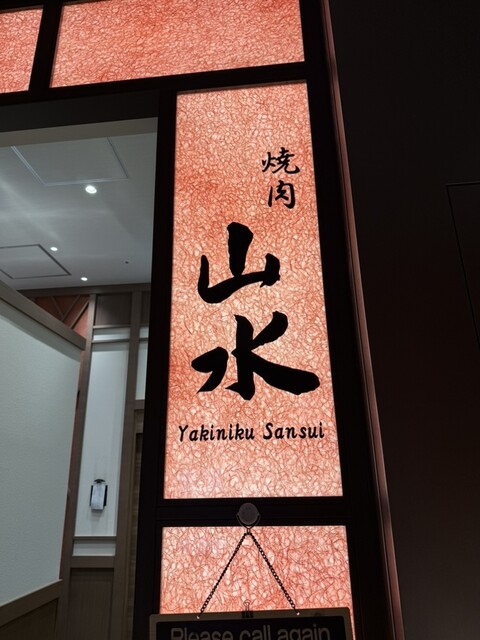 焼肉
山水
Yakiniku Sansui
Please call again